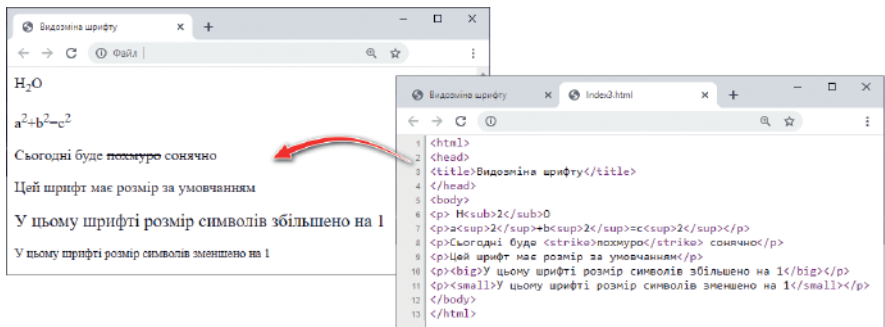 Видозміна шрифту
Файл
H2O
a2+b2=c2
Сьогодні буде похмуро сонячно
Цей шрифт має розмір за умовчанням
У цьому шрифті розмір символів збільшено на 1
У цьому шрифті розмір символів зменшено на 1
Видозміна шрифту Index3.html
1 <html>
2 <head>
3 <title>Видозміна шрифту</title>
4 </head>
5 <body>
6 <p> H<sub>2</sub>O
7 <p>a<sup>2</sup>+b<sup>2</sup>=c<sup>2</sup></p>
8 <p>Сьогодні буде <strike>похмуро</strike> сонячно</p>
9 <p>Цей шрифт має розмір за умовчанням</p>
10 <p><big>У цьому шрифті розмір символів збільшено на 1</big></p>
11 <p><small>У цьому шрифті розмір символів зменшено на 1</small></p>
12 </body>
13 </html>